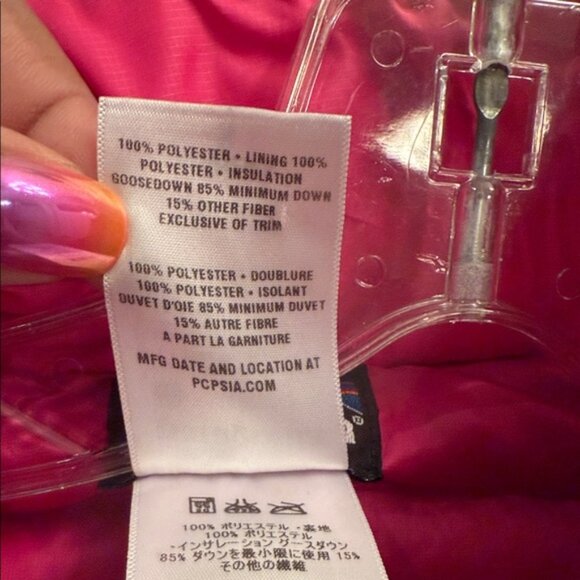 100% POLYESTER • LINING 100%
POLYESTER • INSULATION
GOOSEDOWN 85% MINIMUM DOWN
15% OTHER FIBER
EXCLUSIVE OF TRIM
100% POLYESTER • DOUBLURE
100% POLYESTER • ISOLANT
DUVET D'OIE 85% MINIMUM DUVET
15% AUTRE FIBRE
A PART LA GARNITURE
MFG DATE AND LOCATION AT
PCPSIA.COM
100% ポリエステル・裏地
100% ポリエステル
・インサレーション グースダウン
85% ダウンを最小限に使用 15%
その他の繊維